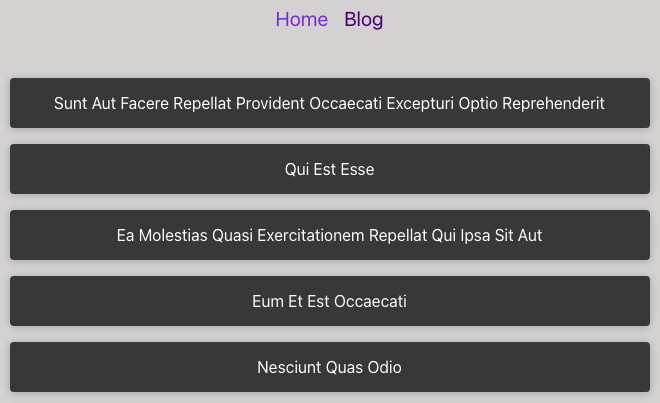 Home Blog
Sunt Aut Facere Repellat Provident Occaecati Excepturi Optio Reprehenderit
Qui Est Esse
Ea Molestias Quasi Exercitationem Repellat Qui Ipsa Sit Aut
Eum Et Est Occaecati
Nesciunt Quas Odio